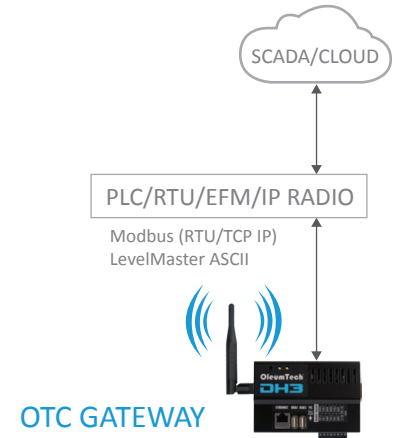 SCADA/CLOUD
PLC/RTU/EFM/IP RADIO
Modbus (RTU/TCP IP)
LevelMaster ASCII
OleumTech
DH3
OTC GATEWAY